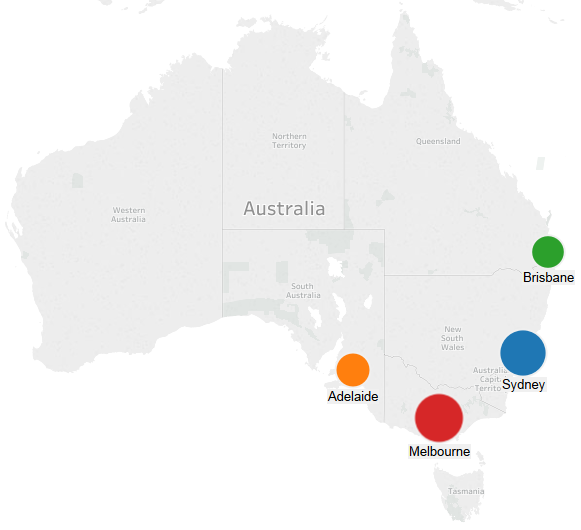 Northern
Territory
Queensland
Western
Australia
Australia
Brisbane
South
Australia
New
South
Wales
Sydney
Adelaide
Melbourne
Tasmania